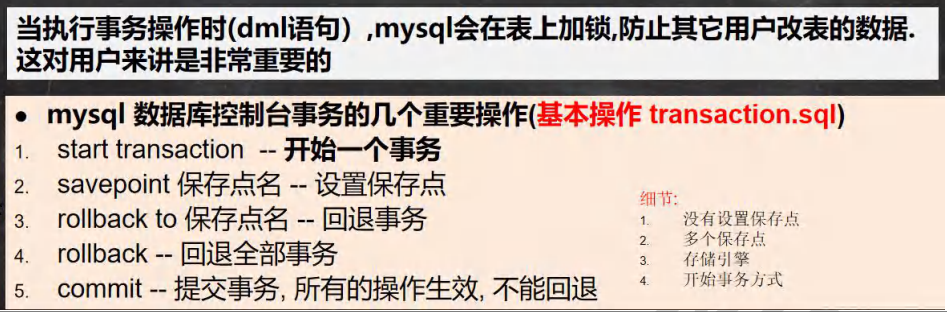 当执行事务操作时(dml语句）,mysql会在表上加锁,防止其它用户改表的数据.
这对用户来讲是非常重要的
● mysql 数据库控制台事务的几个重要操作(基本操作 transaction.sql)
1. start transaction -- 开始一个事务
2. savepoint 保存点名 -- 设置保存点
3. rollback to 保存点名 -- 回退事务
4. rollback -- 回退全部事务
5. commit -- 提交事务, 所有的操作生效, 不能回退
细节:
1. 没有设置保存点
2. 多个保存点
3. 存储引擎
4. 开始事务方式